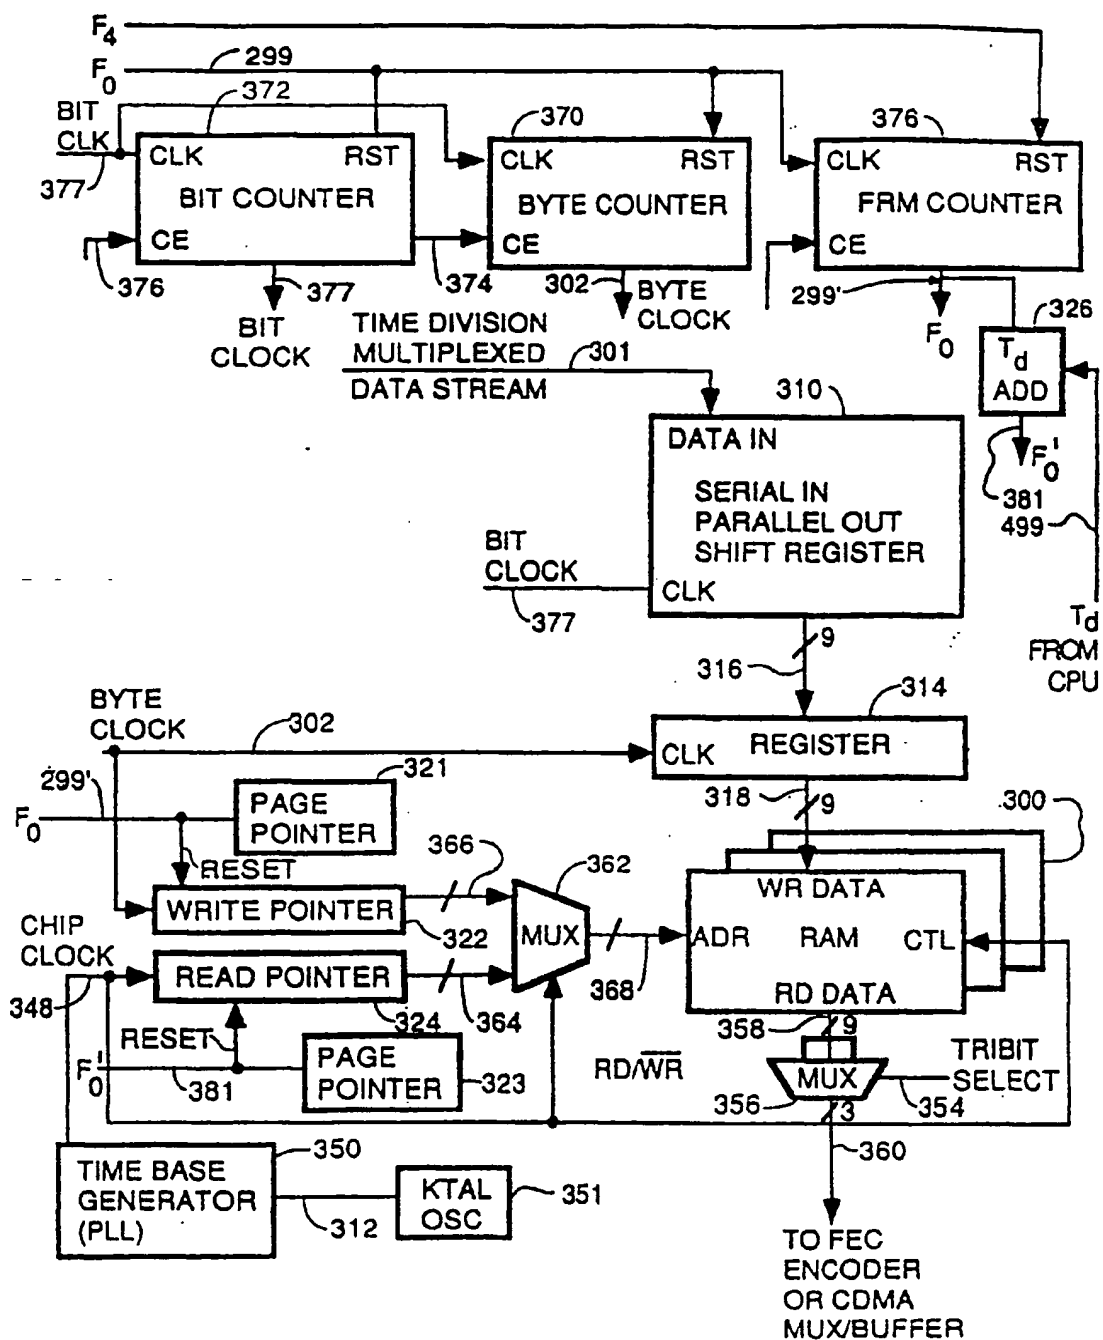 F4
F0
299
372
BIT
CLK
377
CLK
RST
BIT COUNTER
CE
376
377
BIT
CLOCK
370
CLK
RST
BYTE COUNTER
CE
374
302
BYTE
CLOCK
376
CLK
RST
FRM COUNTER
CE
299'
F0
326
Td
ADD
F0'
381
499
Td
FROM
CPU
TIME DIVISION
MULTIPLEXED
DATA STREAM
301
310
DATA IN
SERIAL IN
PARALLEL OUT
SHIFT REGISTER
BIT
CLOCK
377
CLK
9
316
314
BYTE
CLOCK
302
CLK
REGISTER
318
9
299'
F0
321
PAGE
POINTER
RESET
366
362
300
WRITE POINTER
322
MUX
WR DATA
ADR
RAM
CTL
RD DATA
CHIP
CLOCK
348
READ POINTER
324
364
368
RESET
F0'
381
PAGE
POINTER
323
RD/WR
358
9
MUX
TRIBIT
SELECT
356
3
354
360
350
TIME BASE
GENERATOR
(PLL)
312
KTAL
OSC
351
TO FEC
ENCODER
OR CDMA
MUX/BUFFER